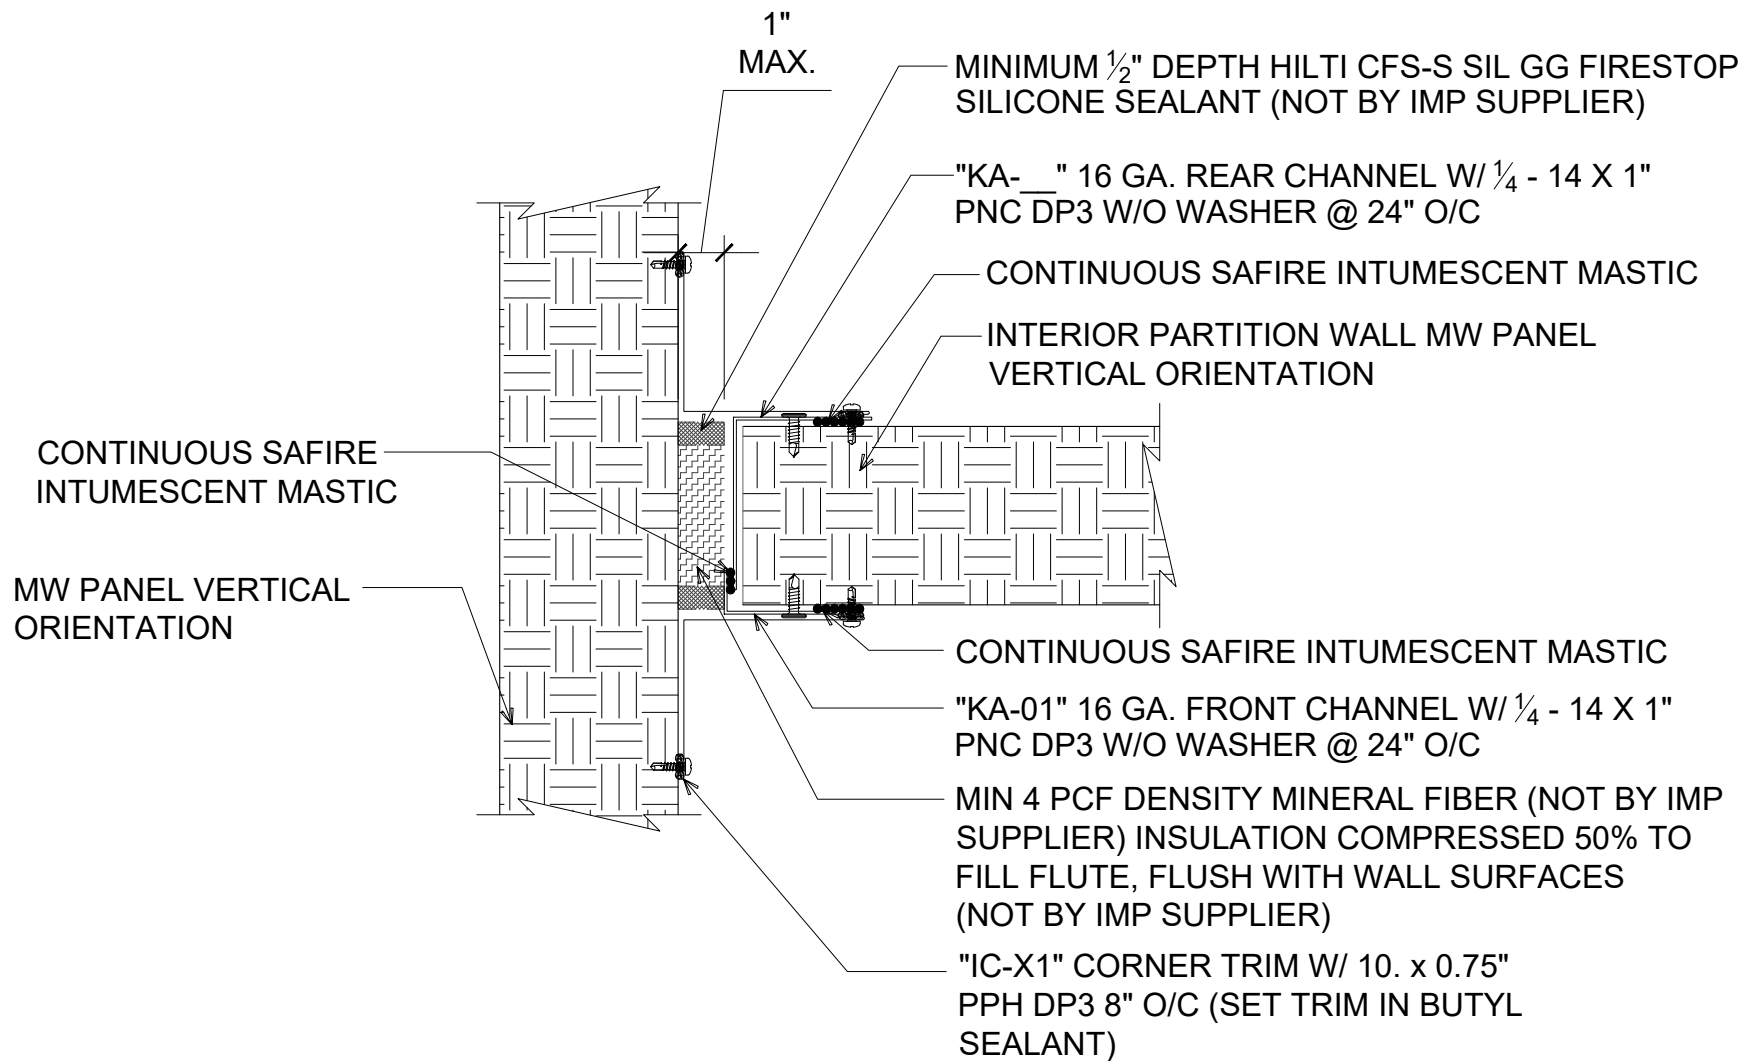 1"
MAX.
MINIMUM ½" DEPTH HILTI CFS-S SIL GG FIRESTOP
SILICONE SEALANT (NOT BY IMP SUPPLIER)
"KA-__" 16 GA. REAR CHANNEL W/ ¼ - 14 X 1"
PNC DP3 W/O WASHER @ 24" O/C
CONTINUOUS SAFIRE INTUMESCENT MASTIC
INTERIOR PARTITION WALL MW PANEL
VERTICAL ORIENTATION
CONTINUOUS SAFIRE
INTUMESCENT MASTIC
MW PANEL VERTICAL
ORIENTATION
CONTINUOUS SAFIRE INTUMESCENT MASTIC
"KA-01" 16 GA. FRONT CHANNEL W/ ¼ - 14 X 1"
PNC DP3 W/O WASHER @ 24" O/C
MIN 4 PCF DENSITY MINERAL FIBER (NOT BY IMP
SUPPLIER) INSULATION COMPRESSED 50% TO
FILL FLUTE, FLUSH WITH WALL SURFACES
(NOT BY IMP SUPPLIER)
"IC-X1" CORNER TRIM W/ 10. x 0.75"
PPH DP3 8" O/C (SET TRIM IN BUTYL
SEALANT)